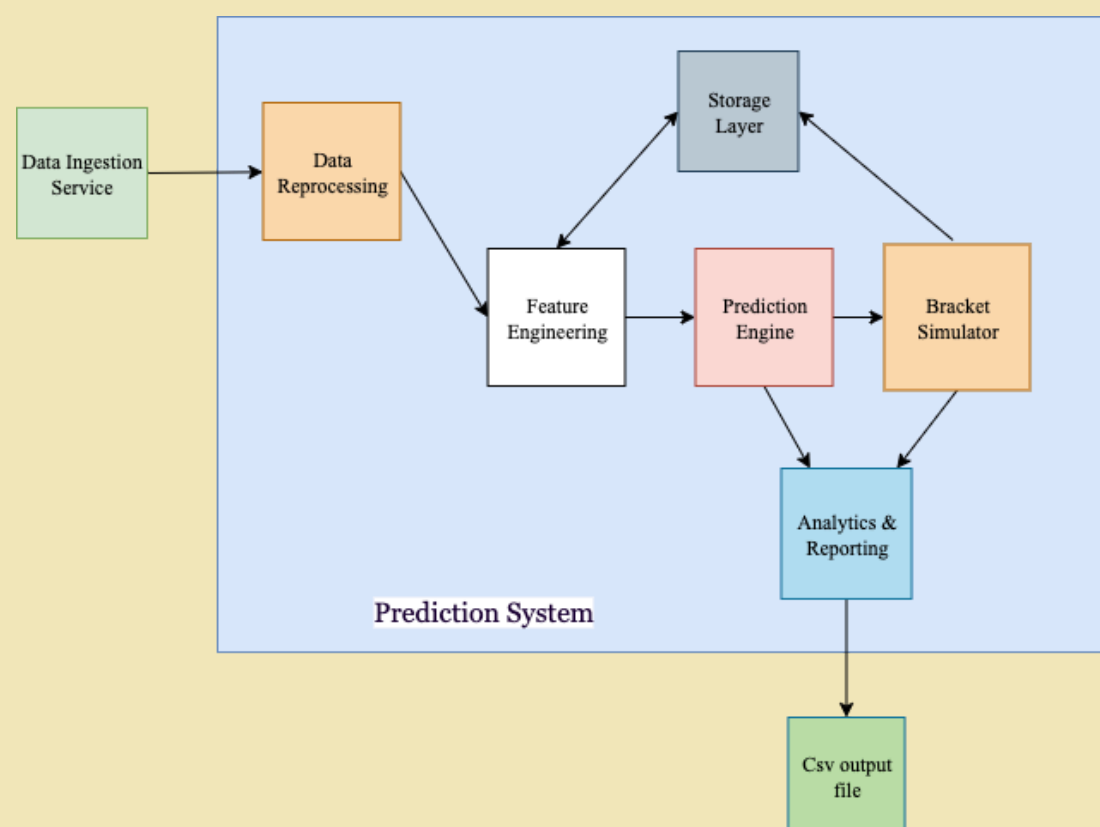 Storage
Layer
Data Ingestion
Service
Data
Reprocessing
Feature
Engineering
Prediction
Engine
Bracket
Simulator
Analytics &
Reporting
Prediction System
Csv output
file